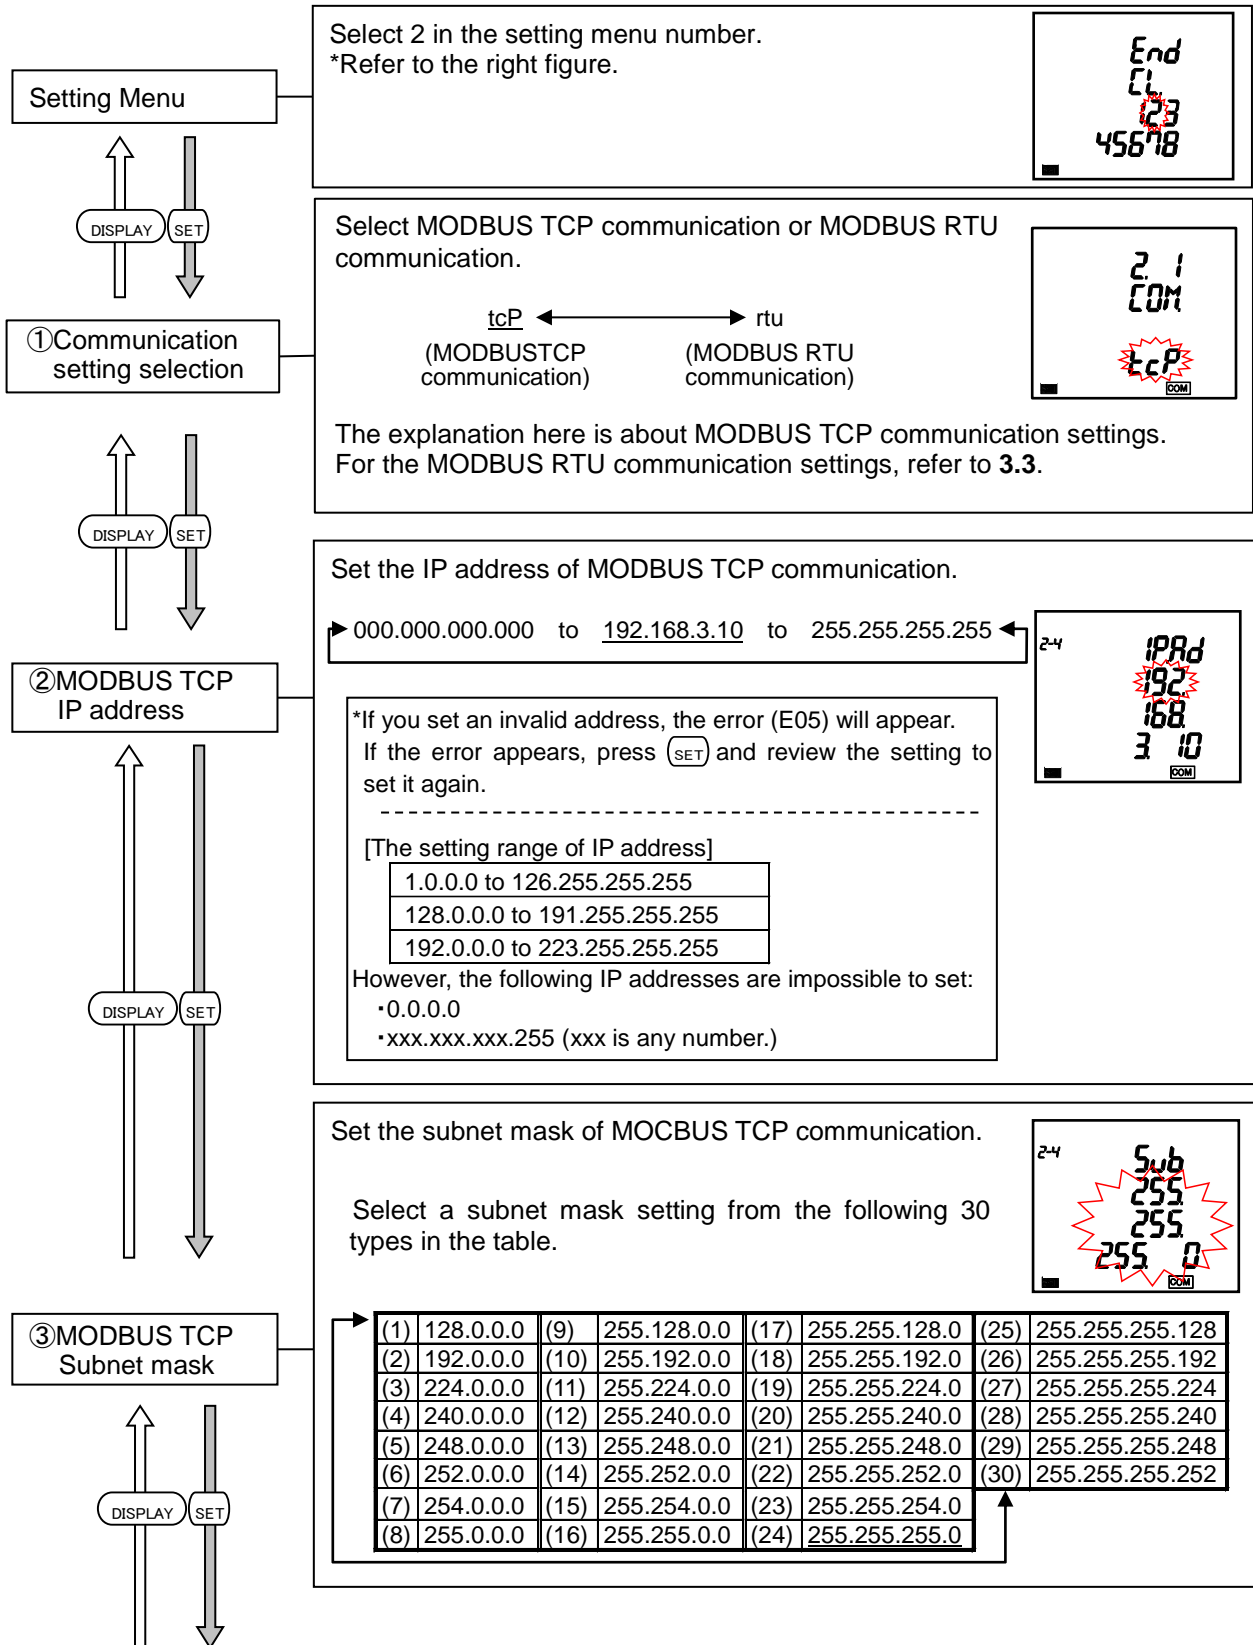 Select 2 in the setting menu number.
*Refer to the right figure.
Setting Menu
End
CL.
123
45678
DISPLAY SET
Select MODBUS TCP communication or MODBUS RTU
communication.
tcP rtu
(MODBUSTCP (MODBUS RTU
communication) communication)
2. 1
COM.
tcP
COM
①Communication
setting selection
The explanation here is about MODBUS TCP communication settings.
For the MODBUS RTU communication settings, refer to 3.3.
DISPLAY SET
Set the IP address of MODBUS TCP communication.
000.000.000.000 to 192.168.3.10 to 255.255.255.255
2-4
IPAd
192.
168.
3. 10
COM
②MODBUS TCP
IP address
*If you set an invalid address, the error (E05) will appear.
If the error appears, press SET and review the setting to
set it again.
[The setting range of IP address]
1.0.0.0 to 126.255.255.255
128.0.0.0 to 191.255.255.255
192.0.0.0 to 223.255.255.255
However, the following IP addresses are impossible to set:
・0.0.0.0
・xxx.xxx.xxx.255 (xxx is any number.)
DISPLAY SET
Set the subnet mask of MOCBUS TCP communication.
Select a subnet mask setting from the following 30
types in the table.
2-4
Sub
255.
255.
255. 0
COM
③MODBUS TCP
Subnet mask
(1) 128.0.0.0 (9) 255.128.0.0 (17) 255.255.128.0 (25) 255.255.255.128
(2) 192.0.0.0 (10) 255.192.0.0 (18) 255.255.192.0 (26) 255.255.255.192
(3) 224.0.0.0 (11) 255.224.0.0 (19) 255.255.224.0 (27) 255.255.255.224
(4) 240.0.0.0 (12) 255.240.0.0 (20) 255.255.240.0 (28) 255.255.255.240
(5) 248.0.0.0 (13) 255.248.0.0 (21) 255.255.248.0 (29) 255.255.255.248
(6) 252.0.0.0 (14) 255.252.0.0 (22) 255.255.252.0 (30) 255.255.255.252
(7) 254.0.0.0 (15) 255.254.0.0 (23) 255.255.254.0
(8) 255.0.0.0 (16) 255.255.0.0 (24) 255.255.255.0
DISPLAY SET